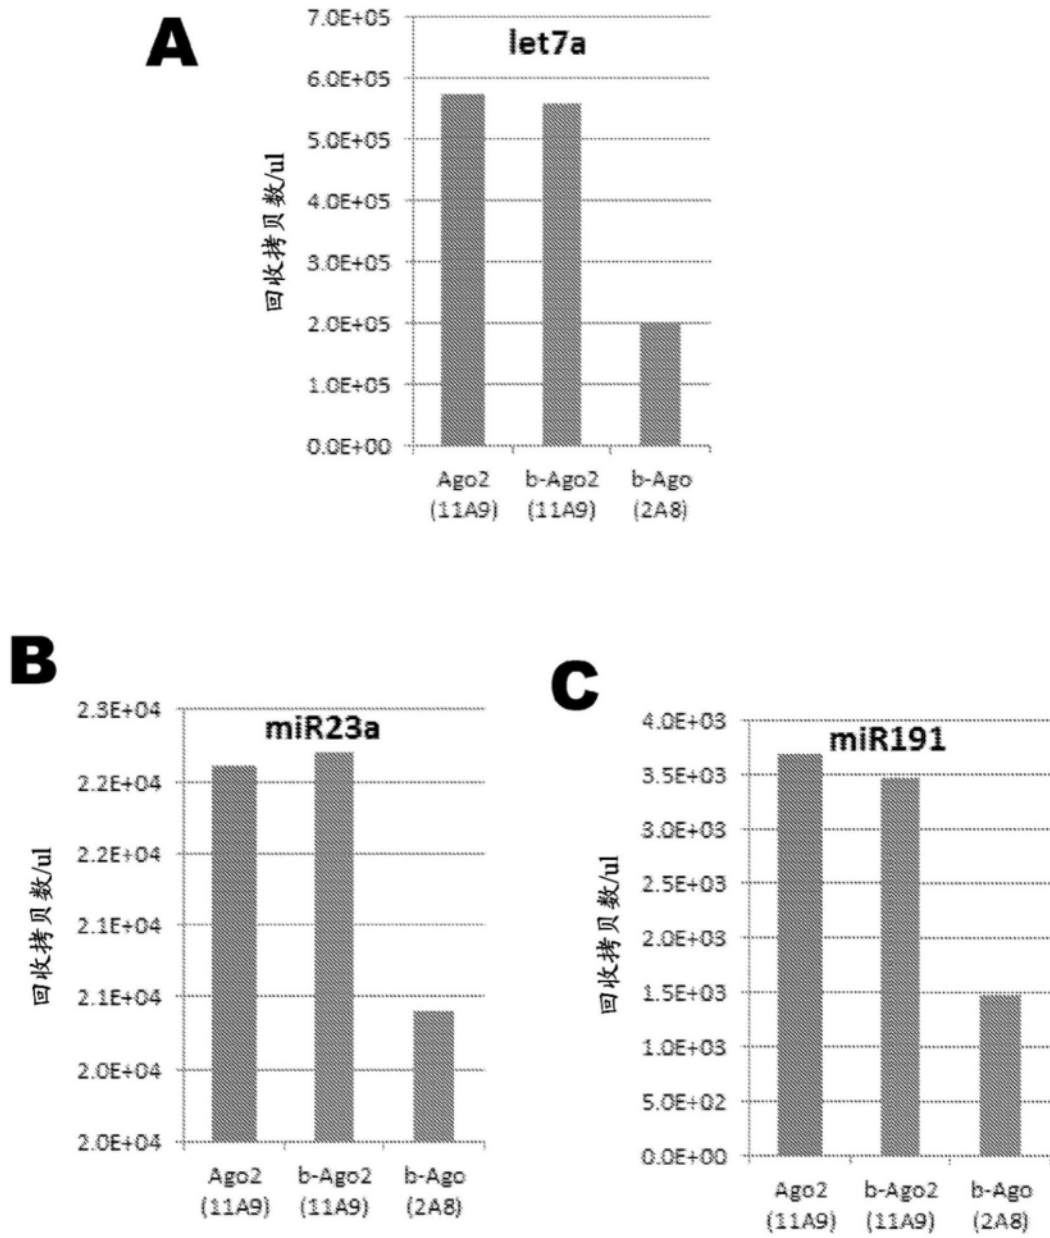 A
let7a
7.0E+05
6.0E+05
5.0E+05
4.0E+05
3.0E+05
2.0E+05
1.0E+05
0.0E+00
回收拷贝数/ul
Ago2 b-Ago2 b-Ago
(11A9) (11A9) (2A8)
B
miR23a
2.3E+04
2.2E+04
2.2E+04
2.1E+04
2.1E+04
2.0E+04
2.0E+04
回收拷贝数/ul
Ago2 b-Ago2 b-Ago
(11A9) (11A9) (2A8)
C
miR191
4.0E+03
3.5E+03
3.0E+03
2.5E+03
2.0E+03
1.5E+03
1.0E+03
5.0E+02
0.0E+00
回收拷贝数/ul
Ago2 b-Ago2 b-Ago
(11A9) (11A9) (2A8)